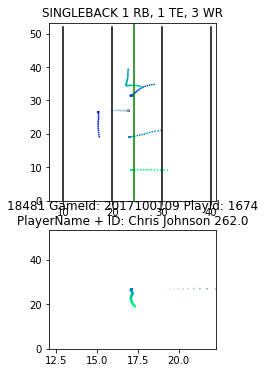 SINGLEBACK 1 RB, 1 TE, 3 WR
50
40
30
20
10
0
10 20 30 40
18481 GameId: 2017100109 PlayId: 1674
PlayerName + ID: Chris Johnson 262.0
40
20
0
12.5 15.0 17.5 20.0